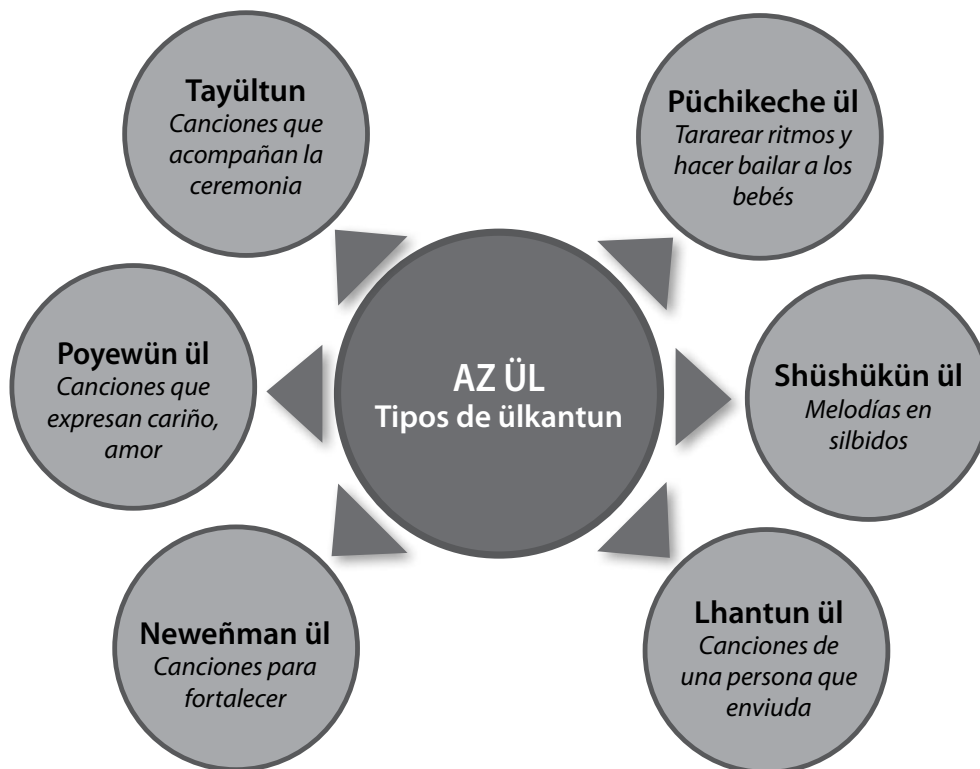 Tayültun
Canciones que
acompañan la
ceremonia
Püchikeche ül
Tararear ritmos y
hacer bailar a los
bebés
Poyewün ül
Canciones que
expresan cariño,
amor
AZ ÜL
Tipos de ülkantun
Shüshükün ül
Melodías en
silbidos
Neweñman ül
Canciones para
fortalecer
Lhantun ül
Canciones de
una persona que
enviuda